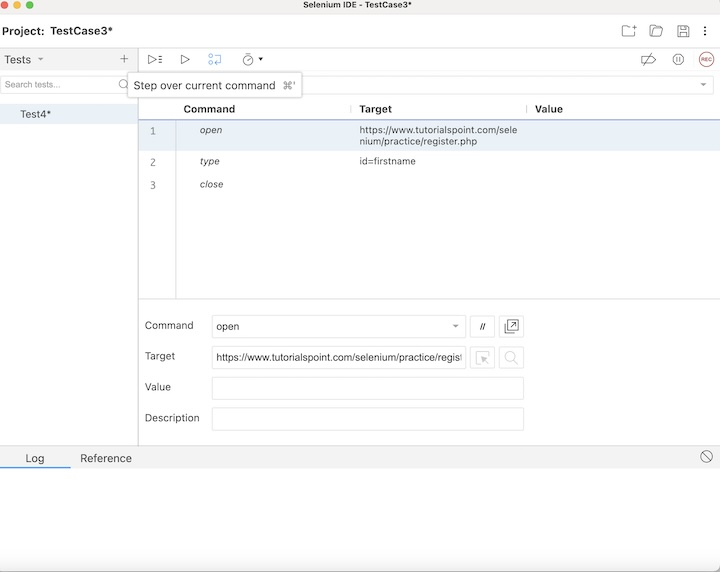 Selenium IDE - TestCase3*
Project: TestCase3*
Tests
+
REC
Search tests...
Step over current command ⌘'
Test4*
Command Target Value
1 open https://www.tutorialspoint.com/sele
nium/practice/register.php
2 type id=firstname
3 close
Command open //
Target https://www.tutorialspoint.com/selenium/practice/regist
Value
Description
Log Reference